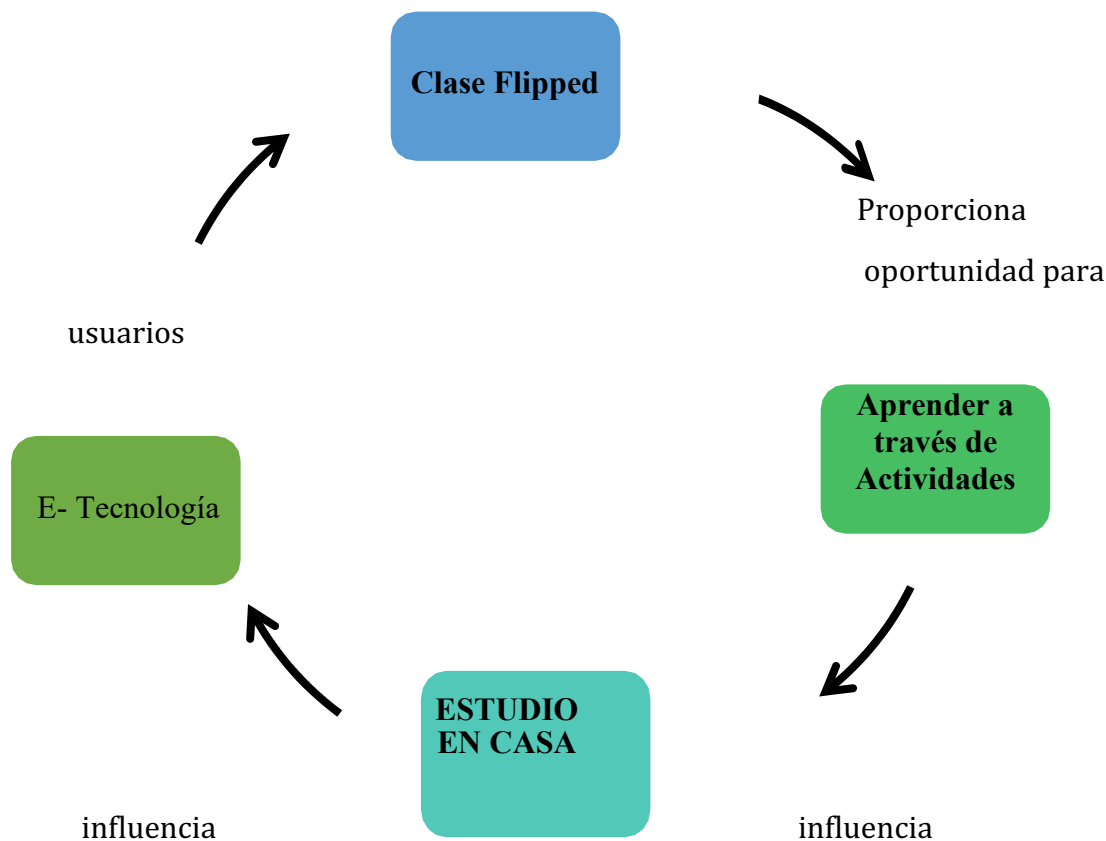 Clase Flipped
Proporciona
oportunidad para
usuarios
Aprender a
través de
Actividades
E- Tecnología
ESTUDIO
EN CASA
influencia
influencia